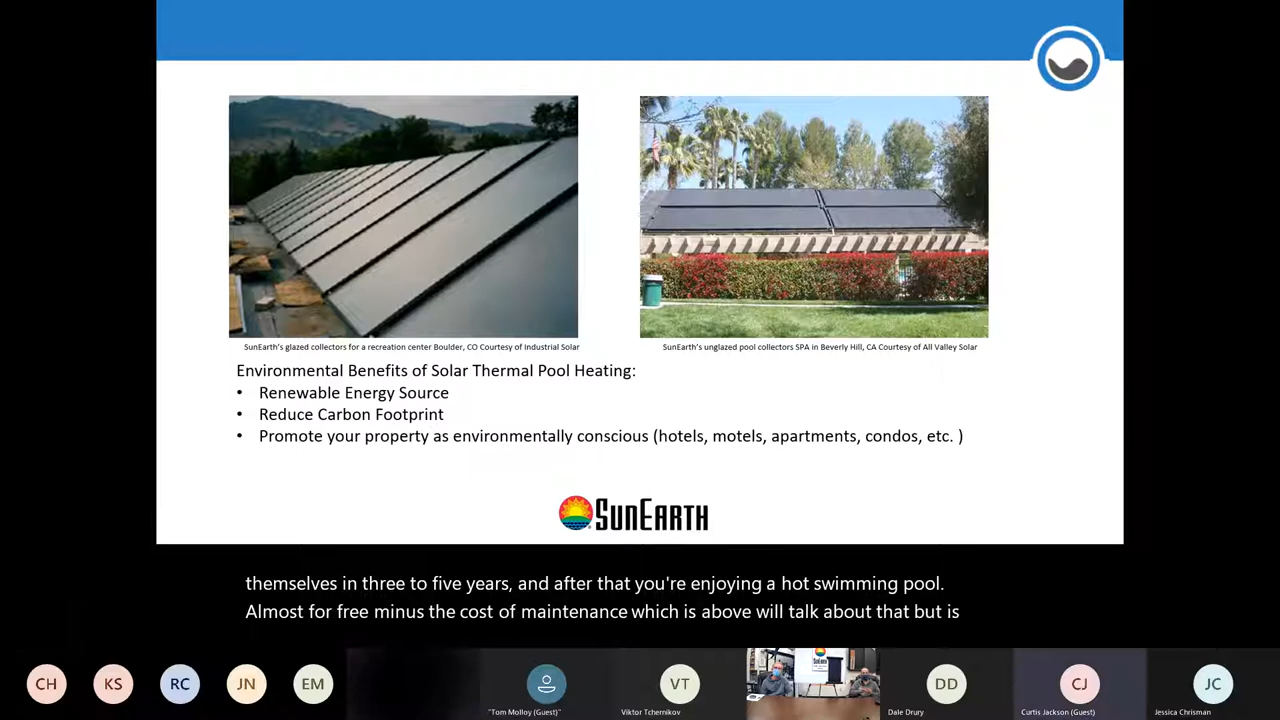 SunEarth's glazed collectors for a recreation center Boulder, CO Courtesy of Industrial Solar
SunEarth's unglazed pool collectors SPA in Beverly Hill, CA Courtesy of All Valley Solar
Environmental Benefits of Solar Thermal Pool Heating:
• Renewable Energy Source
• Reduce Carbon Footprint
• Promote your property as environmentally conscious (hotels, motels, apartments, condos, etc. )
SUNEARTH
themselves in three to five years, and after that you're enjoying a hot swimming pool.
Almost for free minus the cost of maintenance which is above will talk about that but is
CH
KS
RC
JN
EM
"Tom Molloy (Guest)"
VT
Viktor Tchernikov
SUNEARTH
DD
Dale Drury
CJ
Curtis Jackson (Guest)
JC
Jessica Chrisman